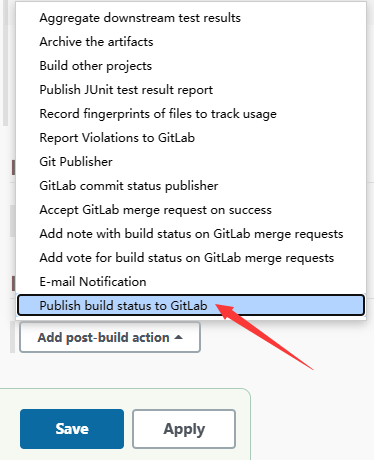 Aggregate downstream test results
Archive the artifacts
Build other projects
Publish JUnit test result report
Record fingerprints of files to track usage
Report Violations to GitLab
Git Publisher
GitLab commit status publisher
Accept GitLab merge request on success
Add note with build status on GitLab merge requests
Add vote for build status on GitLab merge requests
E-mail Notification
Publish build status to GitLab
Add post-build action
Save Apply